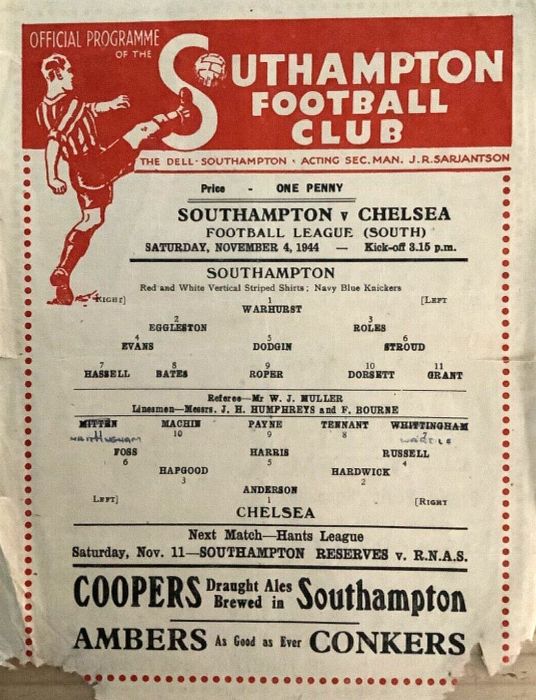 OFFICIAL PROGRAMME
OF THE
SOUTHAMPTON
FOOTBALL
CLUB
THE DELL · SOUTHAMPTON · ACTING SEC. MAN. J.R. SARJANTSON
Price - ONE PENNY
SOUTHAMPTON v CHELSEA
FOOTBALL LEAGUE (SOUTH)
SATURDAY, NOVEMBER 4, 1944 — Kick-off 3.15 p.m.
SOUTHAMPTON
Red and White Vertical Striped Shirts; Navy Blue Knickers
RIGHT] 1 [LEFT
WARHURST
2 3
EGGLESTON ROLES
4 5 6
EVANS DODGIN STROUD
7 8 9 10 11
HASSELL BATES ROPER DORSETT GRANT
Referee—Mr W. J. MULLER
Linesmen—Messrs. J. H. HUMPHREYS and F. BOURNE
MITTEN MACHIN PAYNE TENNANT WHITTINGHAM
10 9 8
FOSS HARRIS RUSSELL
6 5 4
HAPGOOD HARDWICK
3 2
ANDERSON
LEFT] 1 [RIGHT
CHELSEA
Next Match—Hants League
Saturday, Nov. 11—SOUTHAMPTON RESERVES v. R.N.A.S.
COOPERS Draught Ales Brewed in Southampton
AMBERS As Good as Ever CONKERS